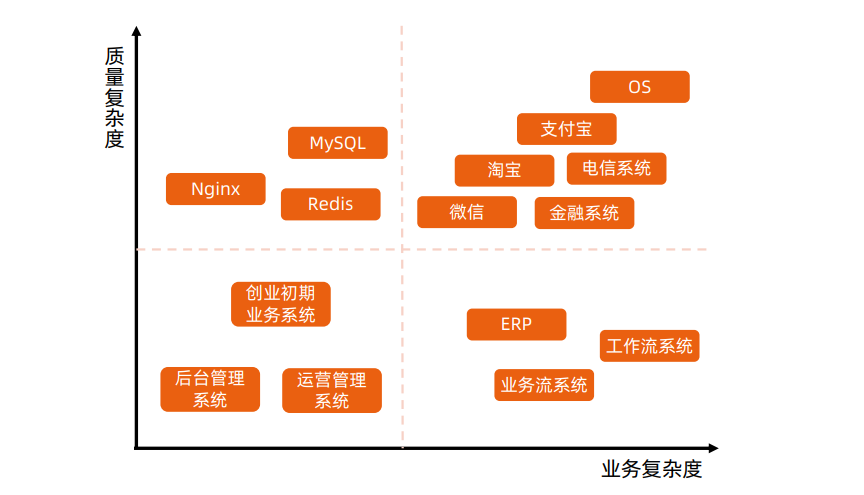 质量复杂度
OS
支付宝
MySQL
淘宝
电信系统
Nginx
Redis
微信
金融系统
创业初期
业务系统
ERP
工作流系统
后台管理
系统
运营管理
系统
业务流系统
业务复杂度